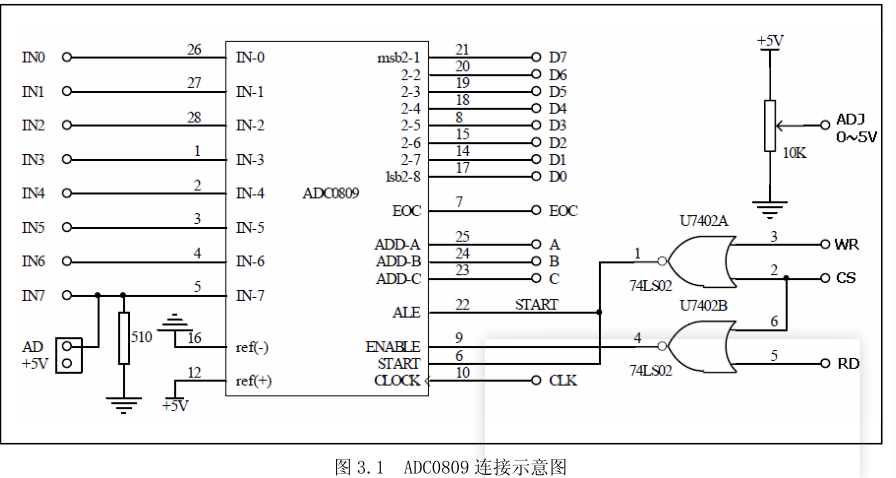 +5V
IN0 26 IN-0 msb2-1 21 D7
2-2 20 D6
IN1 27 IN-1 2-3 19 D5
2-4 18 D4
IN2 28 IN-2 2-5 8 D3
2-6 15 D2
IN3 1 IN-3 2-7 14 D1
lsb2-8 17 D0
ADJ
0~5V
10K
IN4 2 IN-4 ADC0809
EOC 7 EOC
IN5 3 IN-5
U7402A
ADD-A 25 A
IN6 4 IN-6 ADD-B 24 B
ADD-C 23 C
1 3 WR
2 CS
74LS02
IN7 5 IN-7
ALE 22 START
U7402B
510
16 ref(-)
AD
+5V
ENABLE 9 4 6
START 6 5 RD
74LS02
12 ref(+) CLOCK 10 CLK
+5V
图 3.1 ADC0809 连接示意图